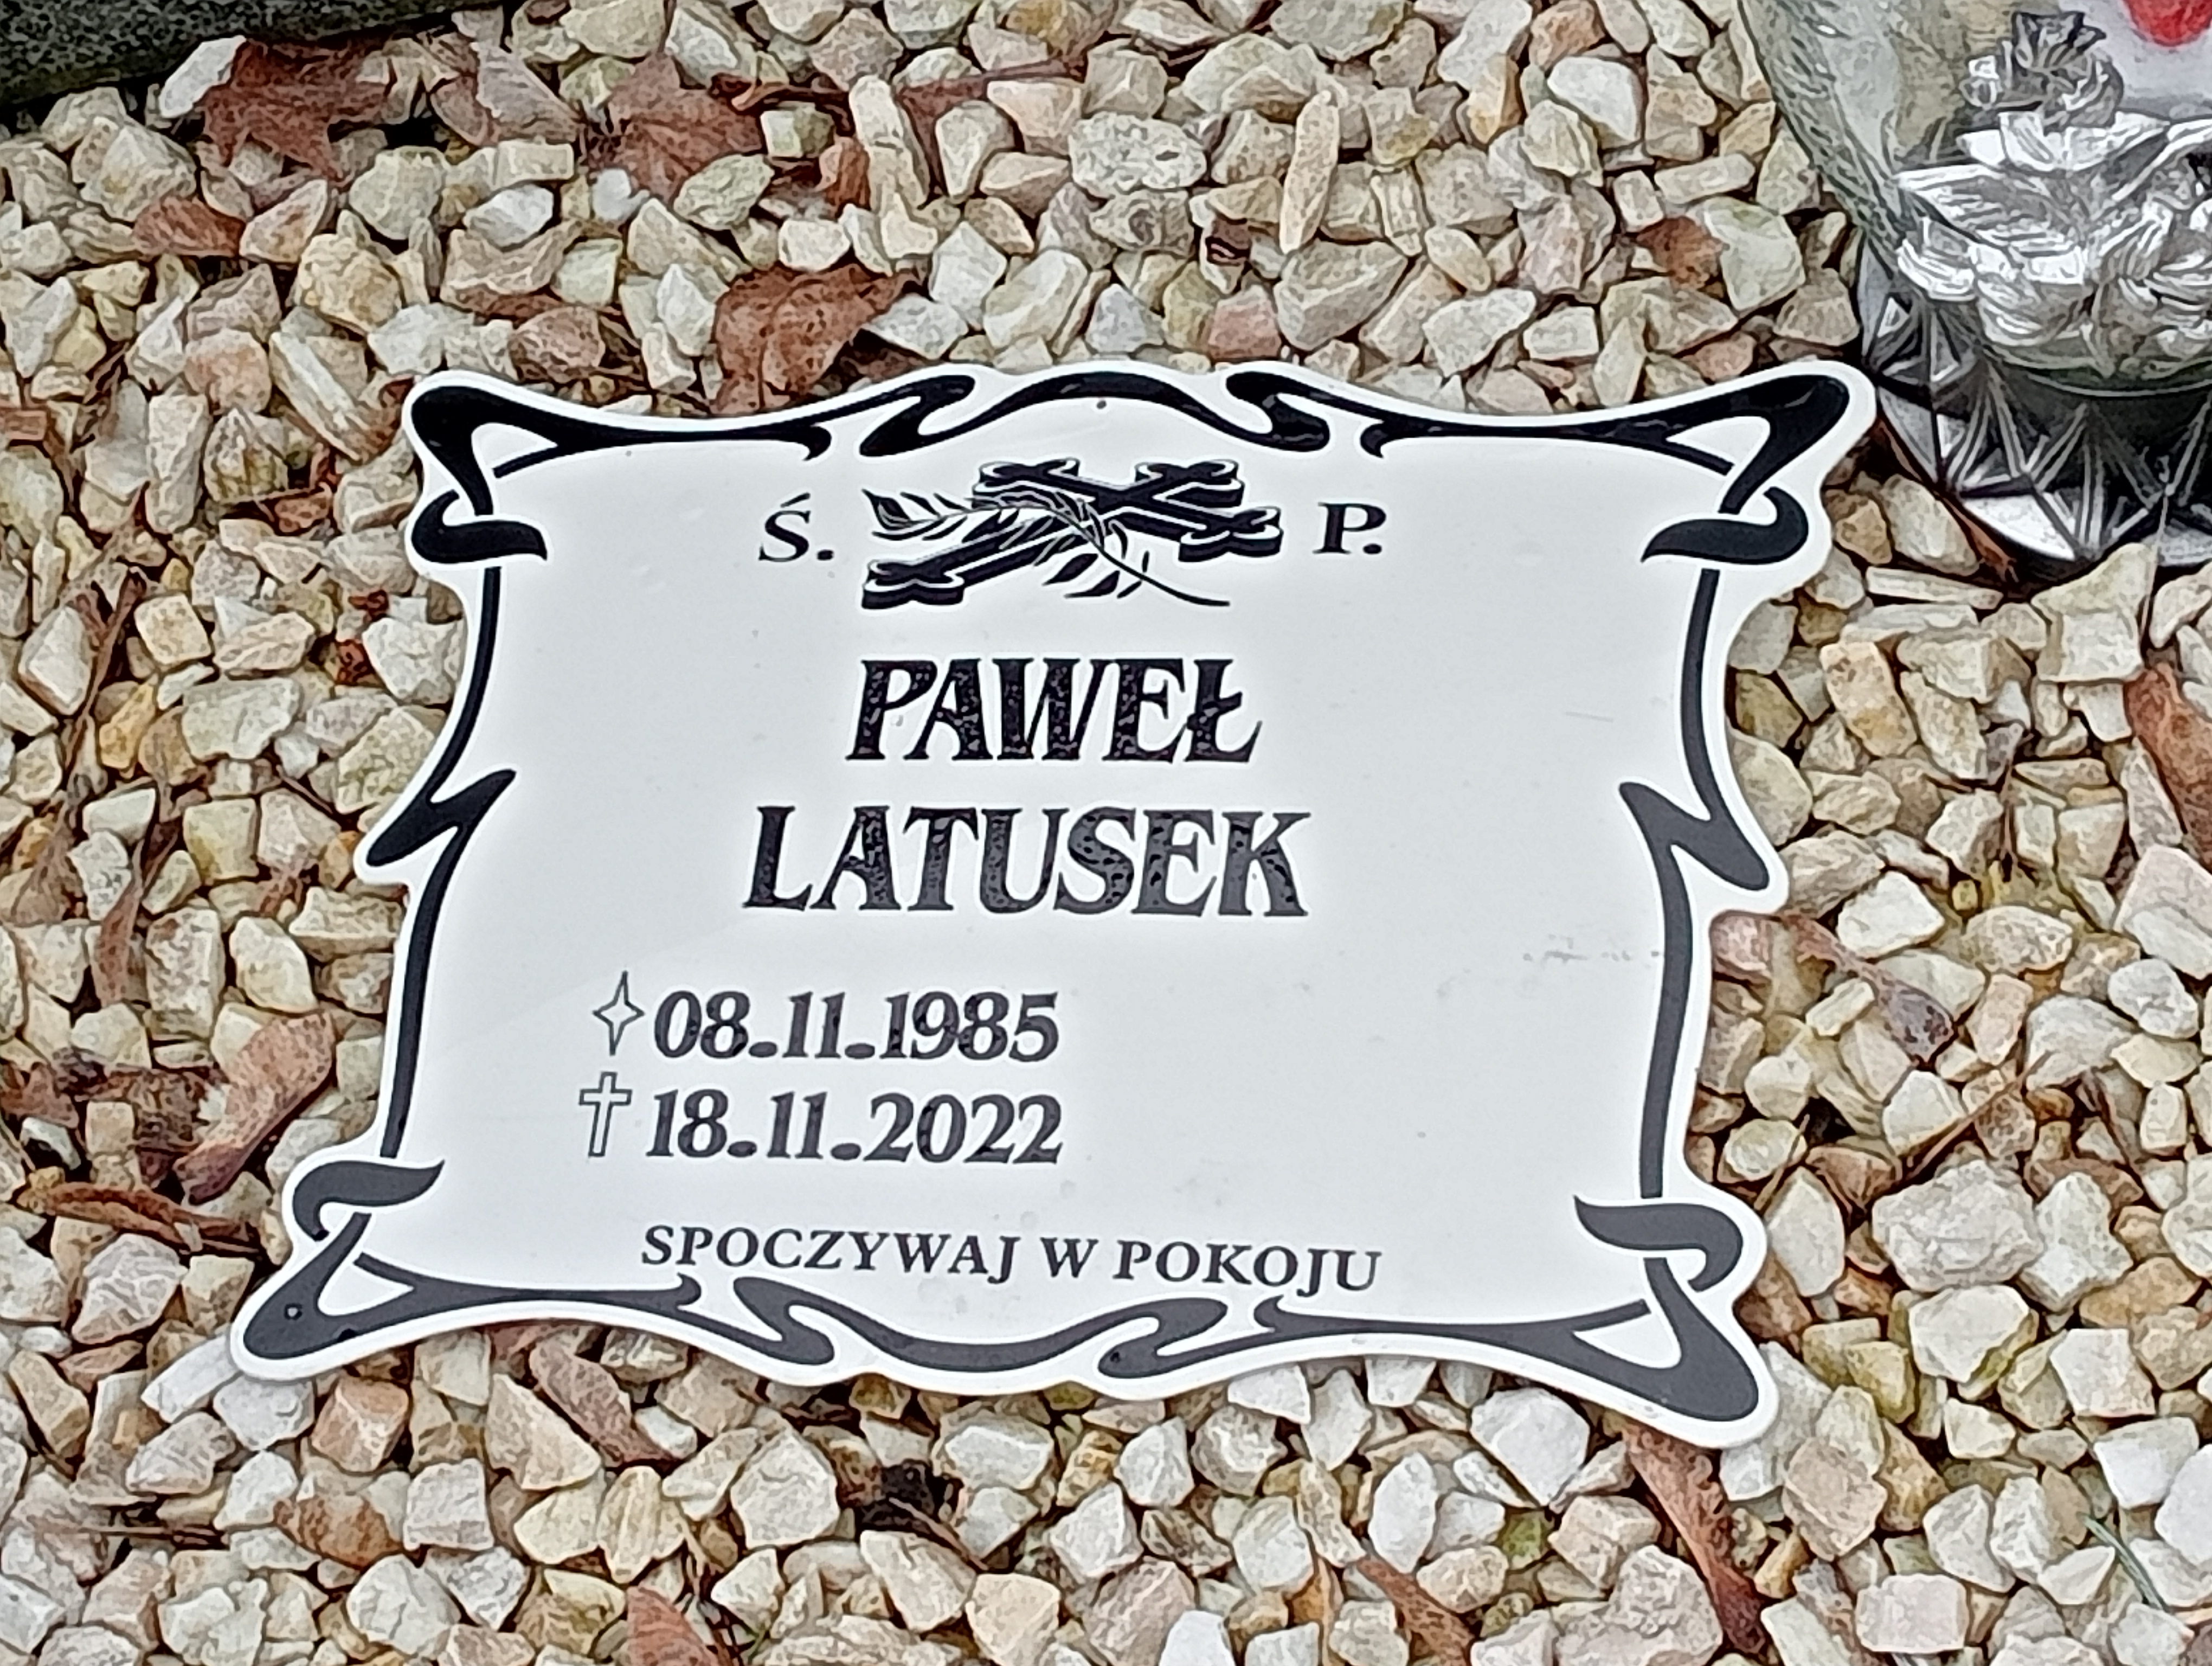 Ś. P.
PAWEŁ
LATUSEK
08.11.1985
18.11.2022
SPOCZYWAJ W POKOJU